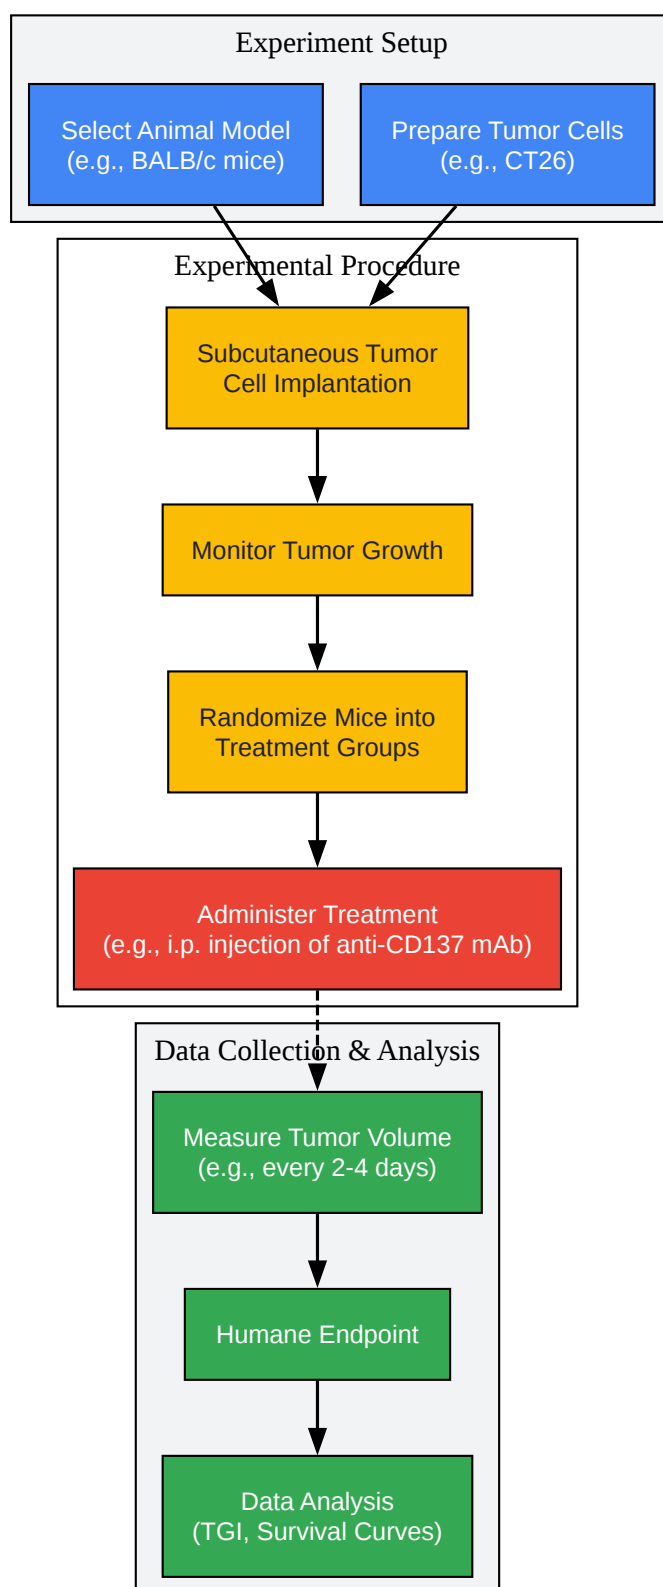 Experiment Setup
Select Animal Model
(e.g., BALB/c mice)
Prepare Tumor Cells
(e.g., CT26)
Experimental Procedure
Subcutaneous Tumor
Cell Implantation
Monitor Tumor Growth
Randomize Mice into
Treatment Groups
Administer Treatment
(e.g., i.p. injection of anti-CD137 mAb)
Data Collection & Analysis
Measure Tumor Volume
(e.g., every 2-4 days)
Humane Endpoint
Data Analysis
(TGI, Survival Curves)